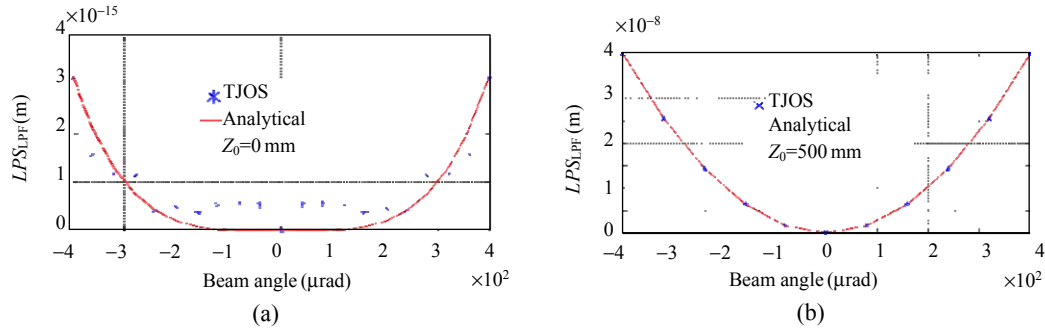 ×10⁻¹⁵
4
3
2
1
0
LPS_LPF (m)
TJOS
Analytical
Z₀=0 mm
−4 −3 −2 −1 0 1 2 3 4
Beam angle (μrad) ×10²
(a)
×10⁻⁸
4
3
2
1
0
LPS_LPF (m)
TJOS
Analytical
Z₀=500 mm
−4 −3 −2 −1 0 1 2 3 4
Beam angle (μrad) ×10²
(b)